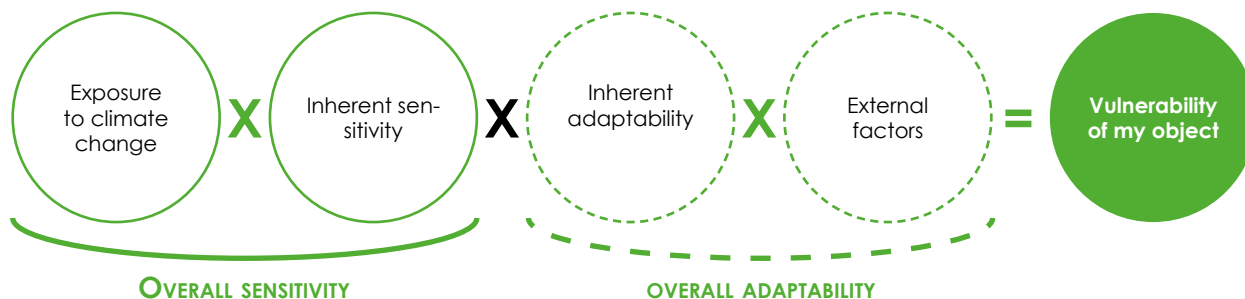 Exposure
to climate
change
X
Inherent sen-
sitivity
X
Inherent
adaptability
X
External
factors
=
Vulnerability
of my object
OVERALL SENSITIVITY
OVERALL ADAPTABILITY